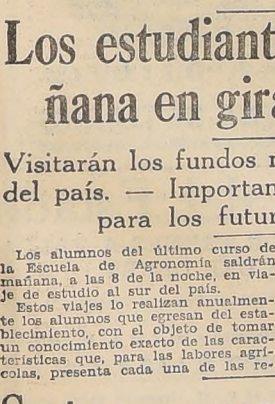 Los estudiant
ñana en gira
Visitarán los fundos
del país. — Importan
para los futur
Los alumnos del último curso de
la Escuela de Agronomía saldrán
mañana, a las 8 de la noche, en via-
je de estudio al sur del país.
Estos viajes lo realizan anualmen-
te los alumnos que egresan del esta-
blecimiento, con el objeto de tomar
un conocimiento exacto de las carac-
terísticas que, para las labores agrí-
colas, presenta cada una de las re-